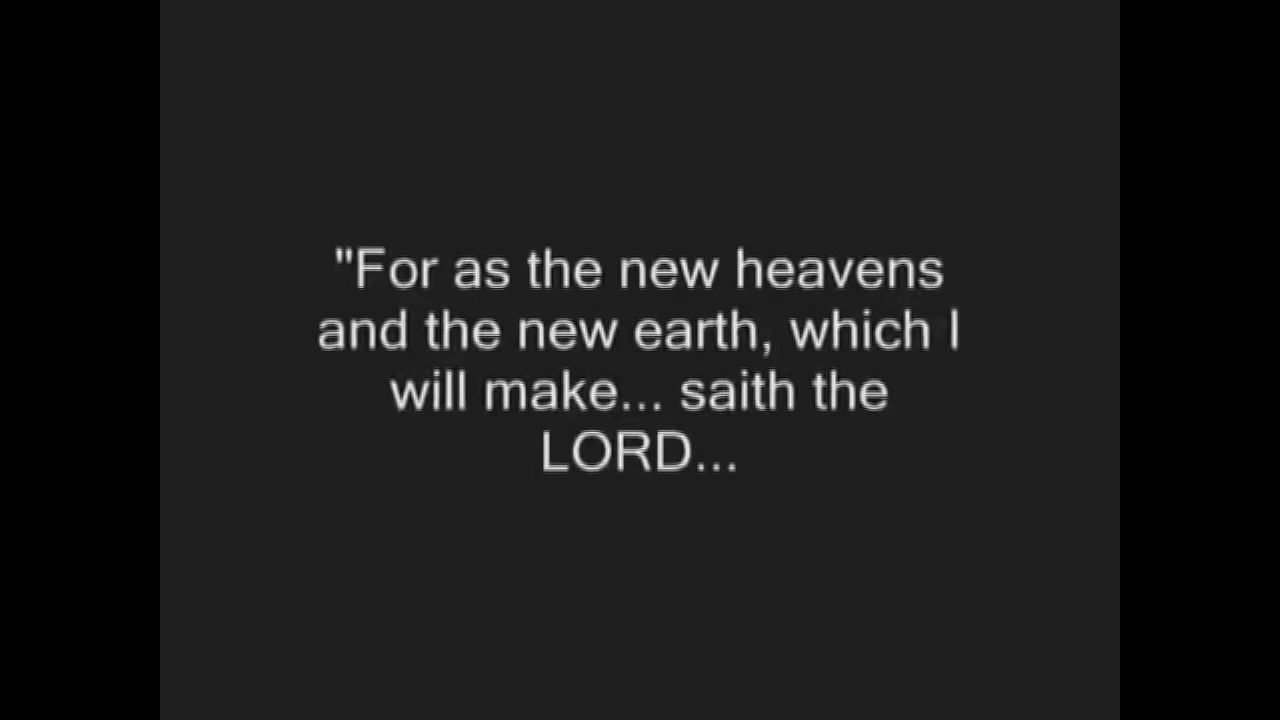 "For as the new heavens
and the new earth, which I
will make... saith the
LORD...